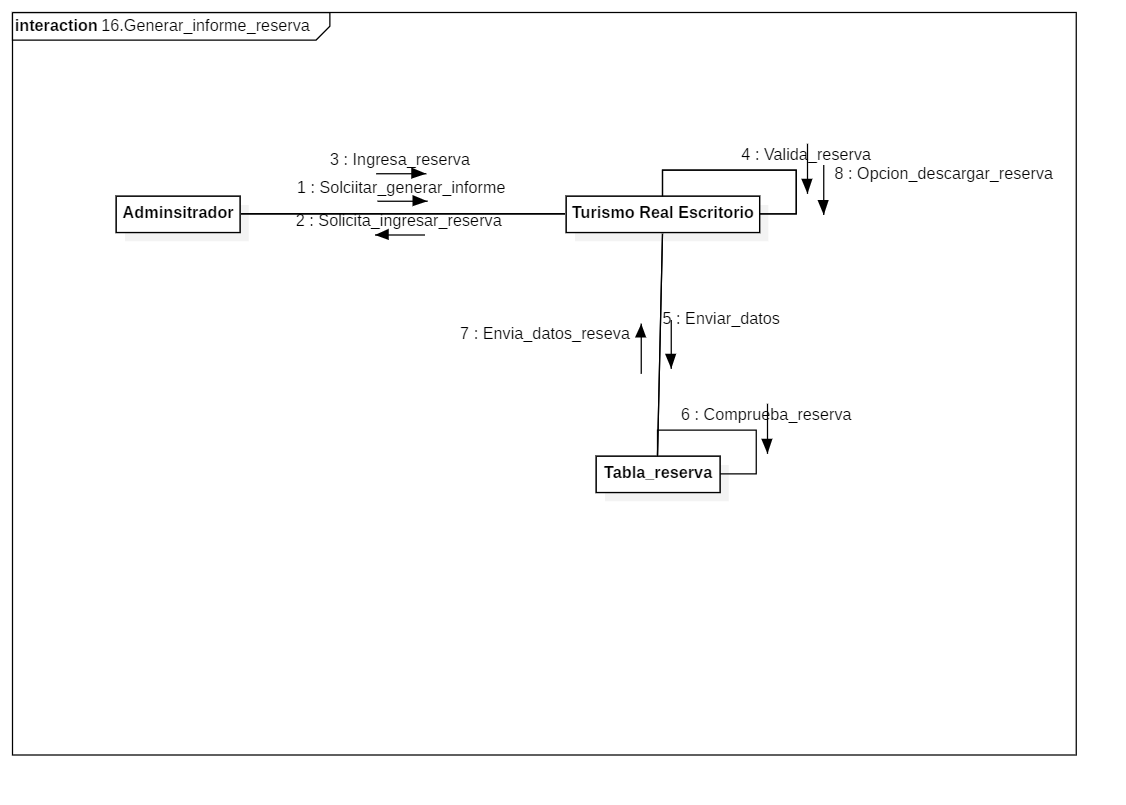 interaction 16.Generar_informe_reserva
4 : Valida_reserva
3 : Ingresa_reserva
8 : Opcion_descargar_reserva
1 : Solciitar_generar_informe
Adminsitrador
Turismo Real Escritorio
2 : Solicita_ingresar_reserva
5 : Enviar_datos
7 : Envia_datos_reseva
6 : Comprueba_reserva
Tabla_reserva